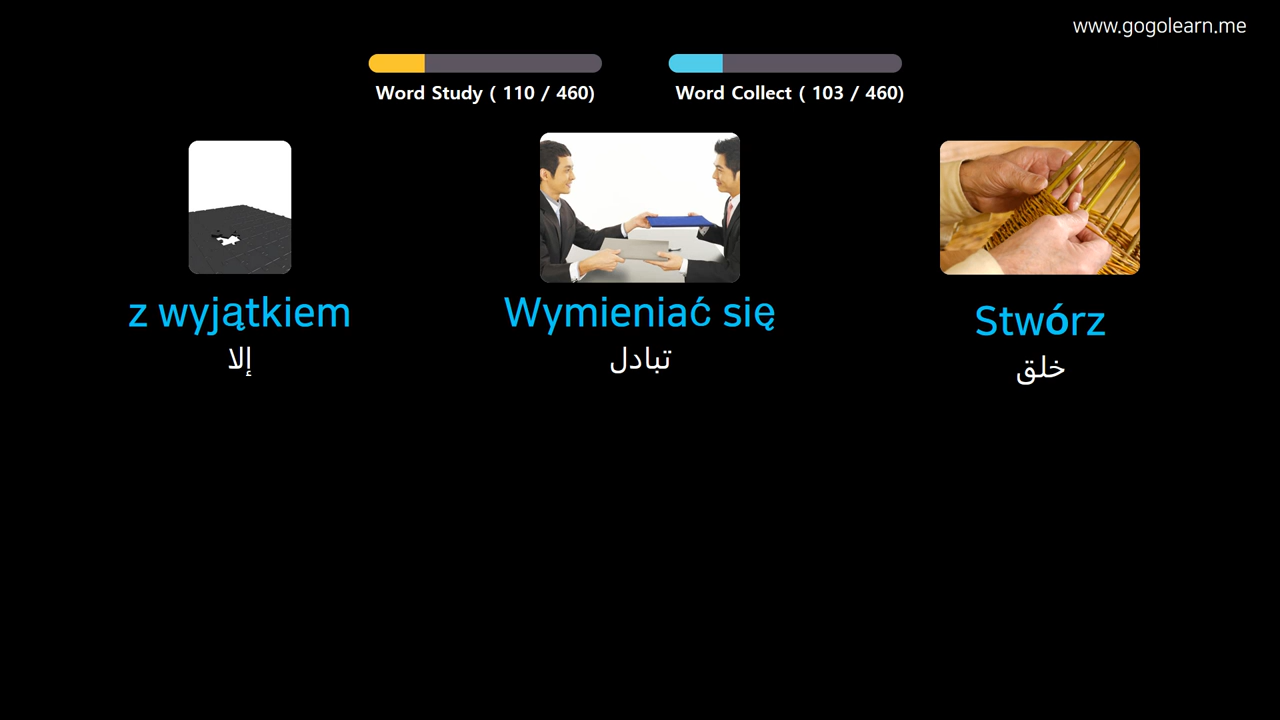 www.gogolearn.me
Word Study ( 110 / 460)
Word Collect ( 103 / 460)
z wyjątkiem
إلا
Wymieniać się
تبادل
Stwórz
خلق